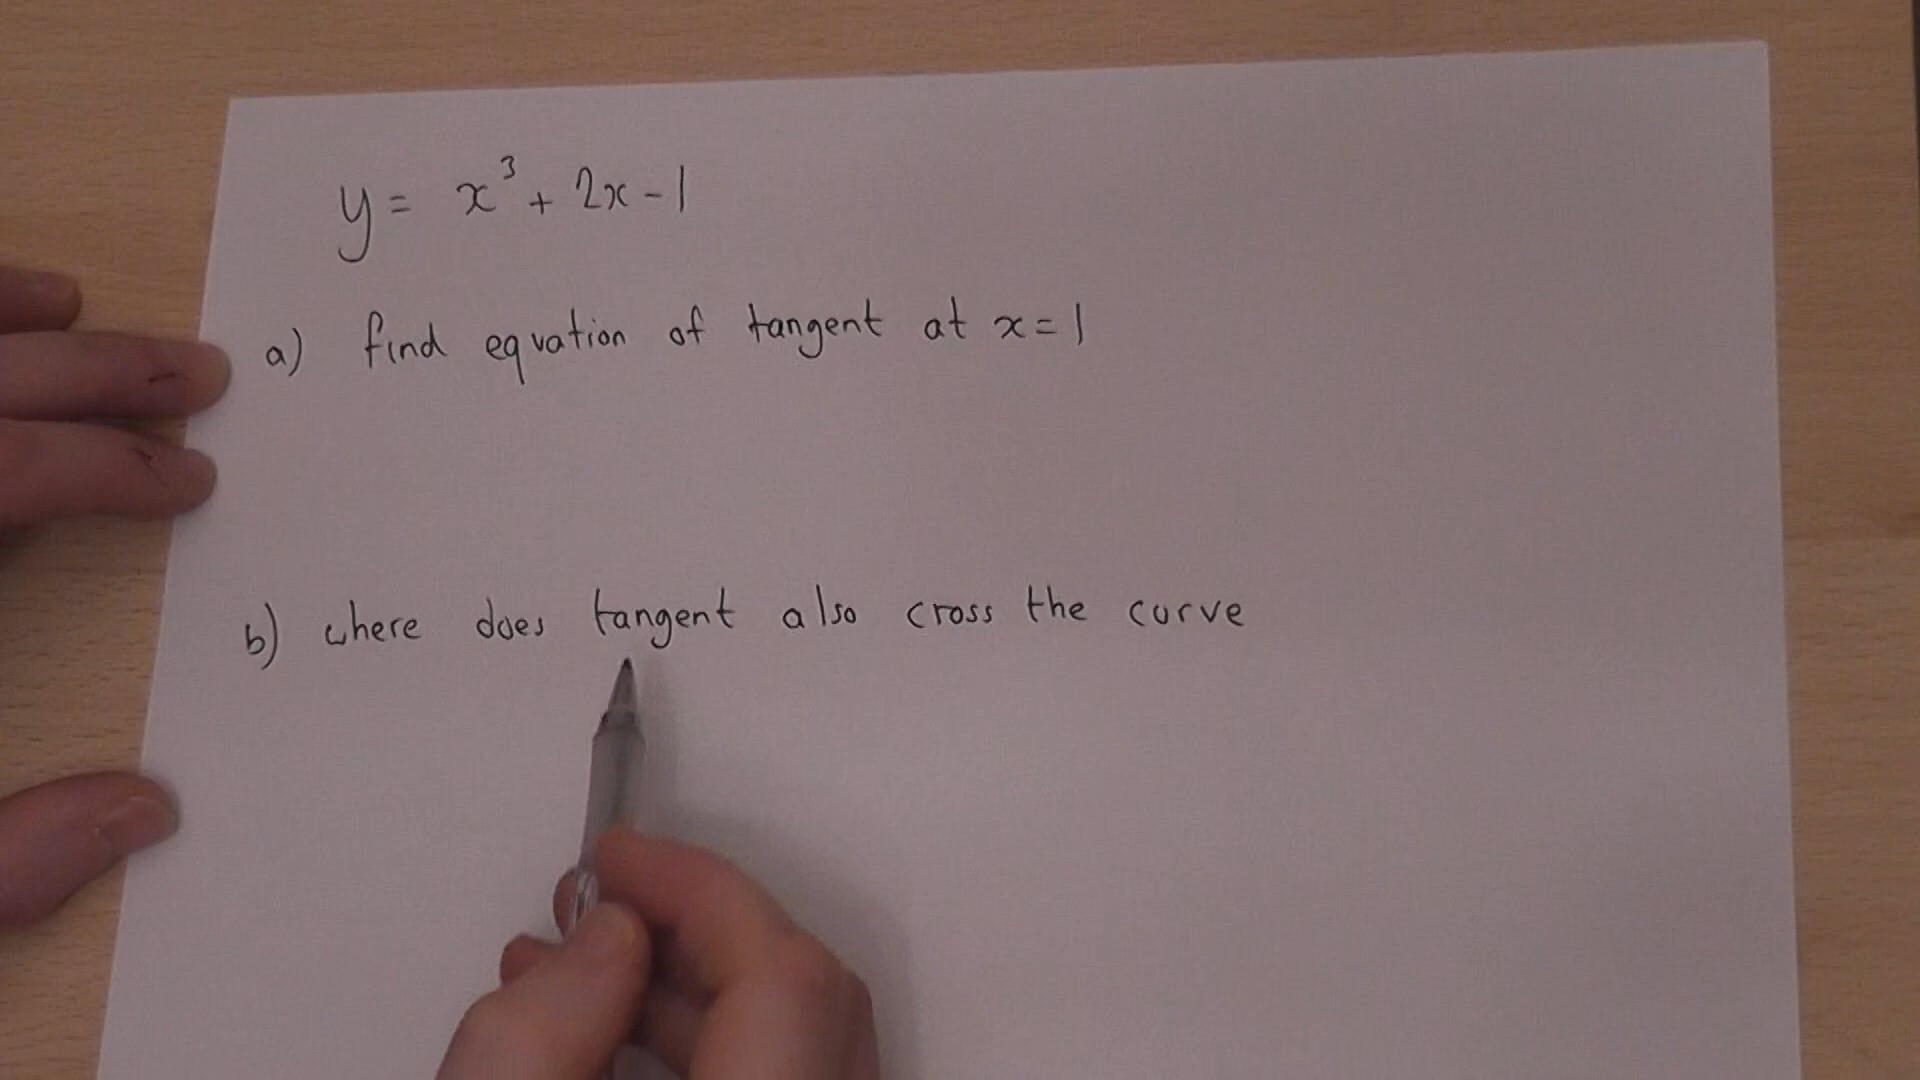 y = x³ + 2x - 1
a) find equation of tangent at x = 1
b) where does tangent also cross the curve